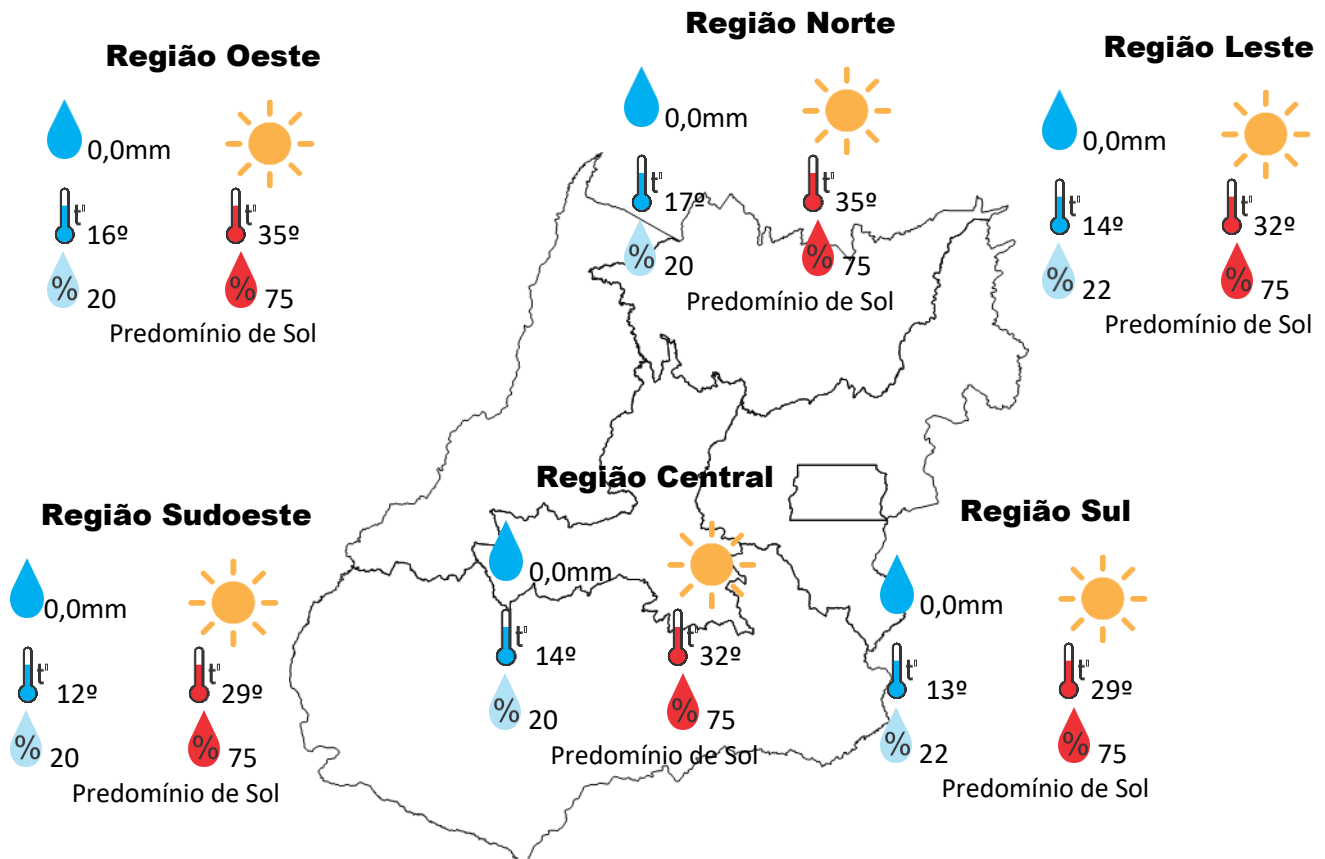 Região Oeste
0,0mm
t°
16º
t°
35º
%
20
%
75
Predomínio de Sol
Região Norte
0,0mm
t°
17º
t°
35º
%
20
%
75
Predomínio de Sol
Região Leste
0,0mm
t°
14º
t°
32º
%
22
%
75
Predomínio de Sol
Região Sudoeste
0,0mm
t°
12º
t°
29º
%
20
%
75
Predomínio de Sol
Região Central
0,0mm
t°
14º
t°
32º
%
20
%
75
Predomínio de Sol
Região Sul
0,0mm
t°
13º
t°
29º
%
22
%
75
Predomínio de Sol